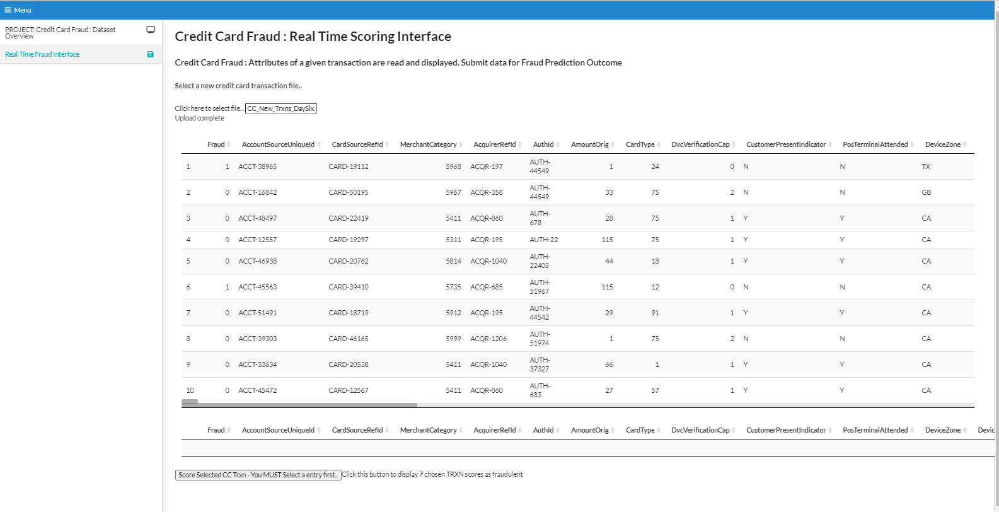 Menu
PROJECT: Credit Card Fraud : Dataset
Overview
Real Time Fraud Interface
Credit Card Fraud : Real Time Scoring Interface
Credit Card Fraud : Attributes of a given transaction are read and displayed. Submit data for Fraud Prediction Outcome
Select a new credit card transaction file..
Click here to select file... CC_New_Trxns_DaySix.
Upload complete
Fraud AccountSourceUniqueId CardSourceRefId MerchantCategory AcquirerRefId AuthId AmountOrig CardType DvcVerificationCap CustomerPresentIndicator PosTerminalAttended DeviceZone
1 1 ACCT-38965 CARD-19112 5968 ACQR-197 AUTH-44549 1 24 0 N N TX
2 0 ACCT-16842 CARD-50195 5967 ACQR-358 AUTH-44549 33 75 2 N N GB
3 0 ACCT-48497 CARD-22419 5411 ACQR-860 AUTH-678 28 75 1 Y Y CA
4 0 ACCT-12557 CARD-19297 5311 ACQR-195 AUTH-22 115 75 1 Y Y CA
5 0 ACCT-46938 CARD-20762 5814 ACQR-1040 AUTH-22405 44 18 1 Y Y CA
6 1 ACCT-45563 CARD-39410 5735 ACQR-685 AUTH-51967 115 12 0 N N CA
7 0 ACCT-51491 CARD-18719 5912 ACQR-195 AUTH-44542 29 91 1 Y Y CA
8 0 ACCT-39303 CARD-46165 5999 ACQR-1206 AUTH-51974 1 75 2 N N CA
9 0 ACCT-33634 CARD-20538 5411 ACQR-1040 AUTH-37327 66 1 1 Y Y CA
10 0 ACCT-45472 CARD-12567 5411 ACQR-860 AUTH-683 27 57 1 Y Y CA
Fraud AccountSourceUniqueId CardSourceRefId MerchantCategory AcquirerRefId AuthId AmountOrig CardType DvcVerificationCap CustomerPresentIndicator PosTerminalAttended DeviceZone Devic
Score Selected CC Trxn - You MUST Select a entry first.. Click this button to display if chosen TRXN scores as fraudulent